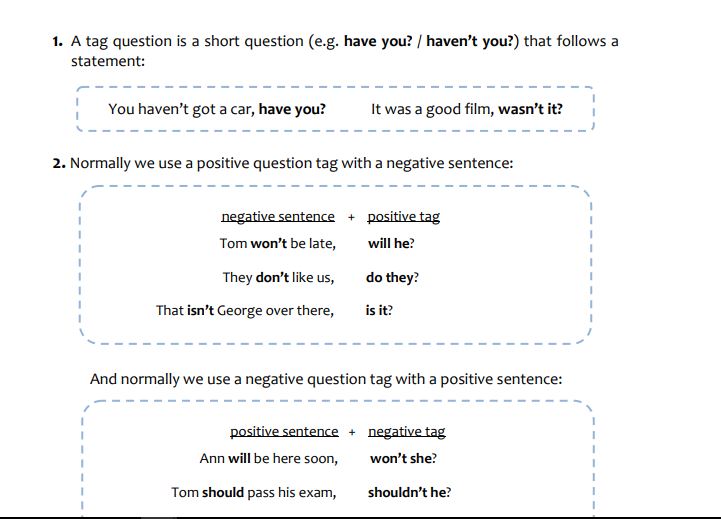 1. A tag question is a short question (e.g. have you? / haven't you?) that follows a
statement:
You haven't got a car, have you? It was a good film, wasn't it?
2. Normally we use a positive question tag with a negative sentence:
negative sentence + positive tag
Tom won't be late, will he?
They don't like us, do they?
That isn't George over there, is it?
And normally we use a negative question tag with a positive sentence:
positive sentence + negative tag
Ann will be here soon, won't she?
Tom should pass his exam, shouldn't he?